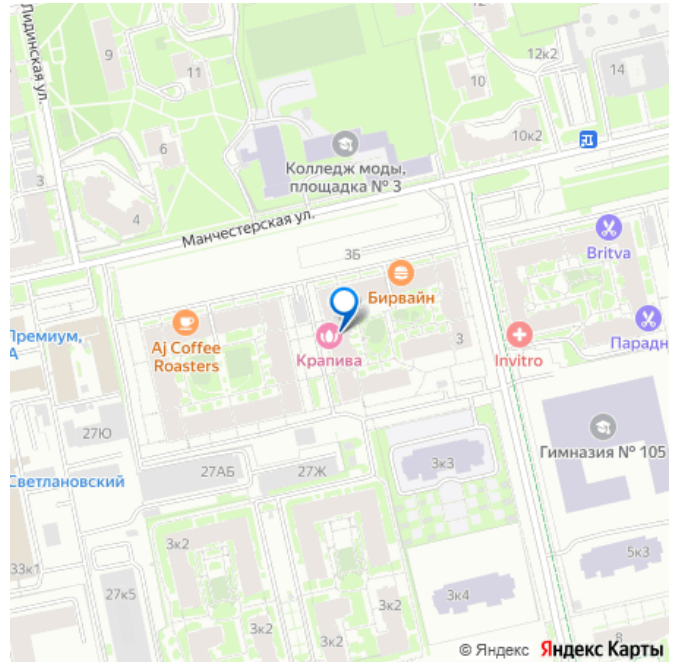 Лидинская ул.
9
11
12к2
14
10
6
10к2
3
Колледж моды,
площадка № 3
4
Манчестерская ул.
3Б
Britva
Бирвайн
Премиум,
А
Aj Coffee
Roasters
Крапива
3
Invitro
Парадн
27Ю
Гимназия № 105
Светлановский
27АБ
27Ж
3к3
3к2
33к1
27к5
3к2
3к4
5к3
3к2
3к2
8
© Яндекс Яндекс Карты